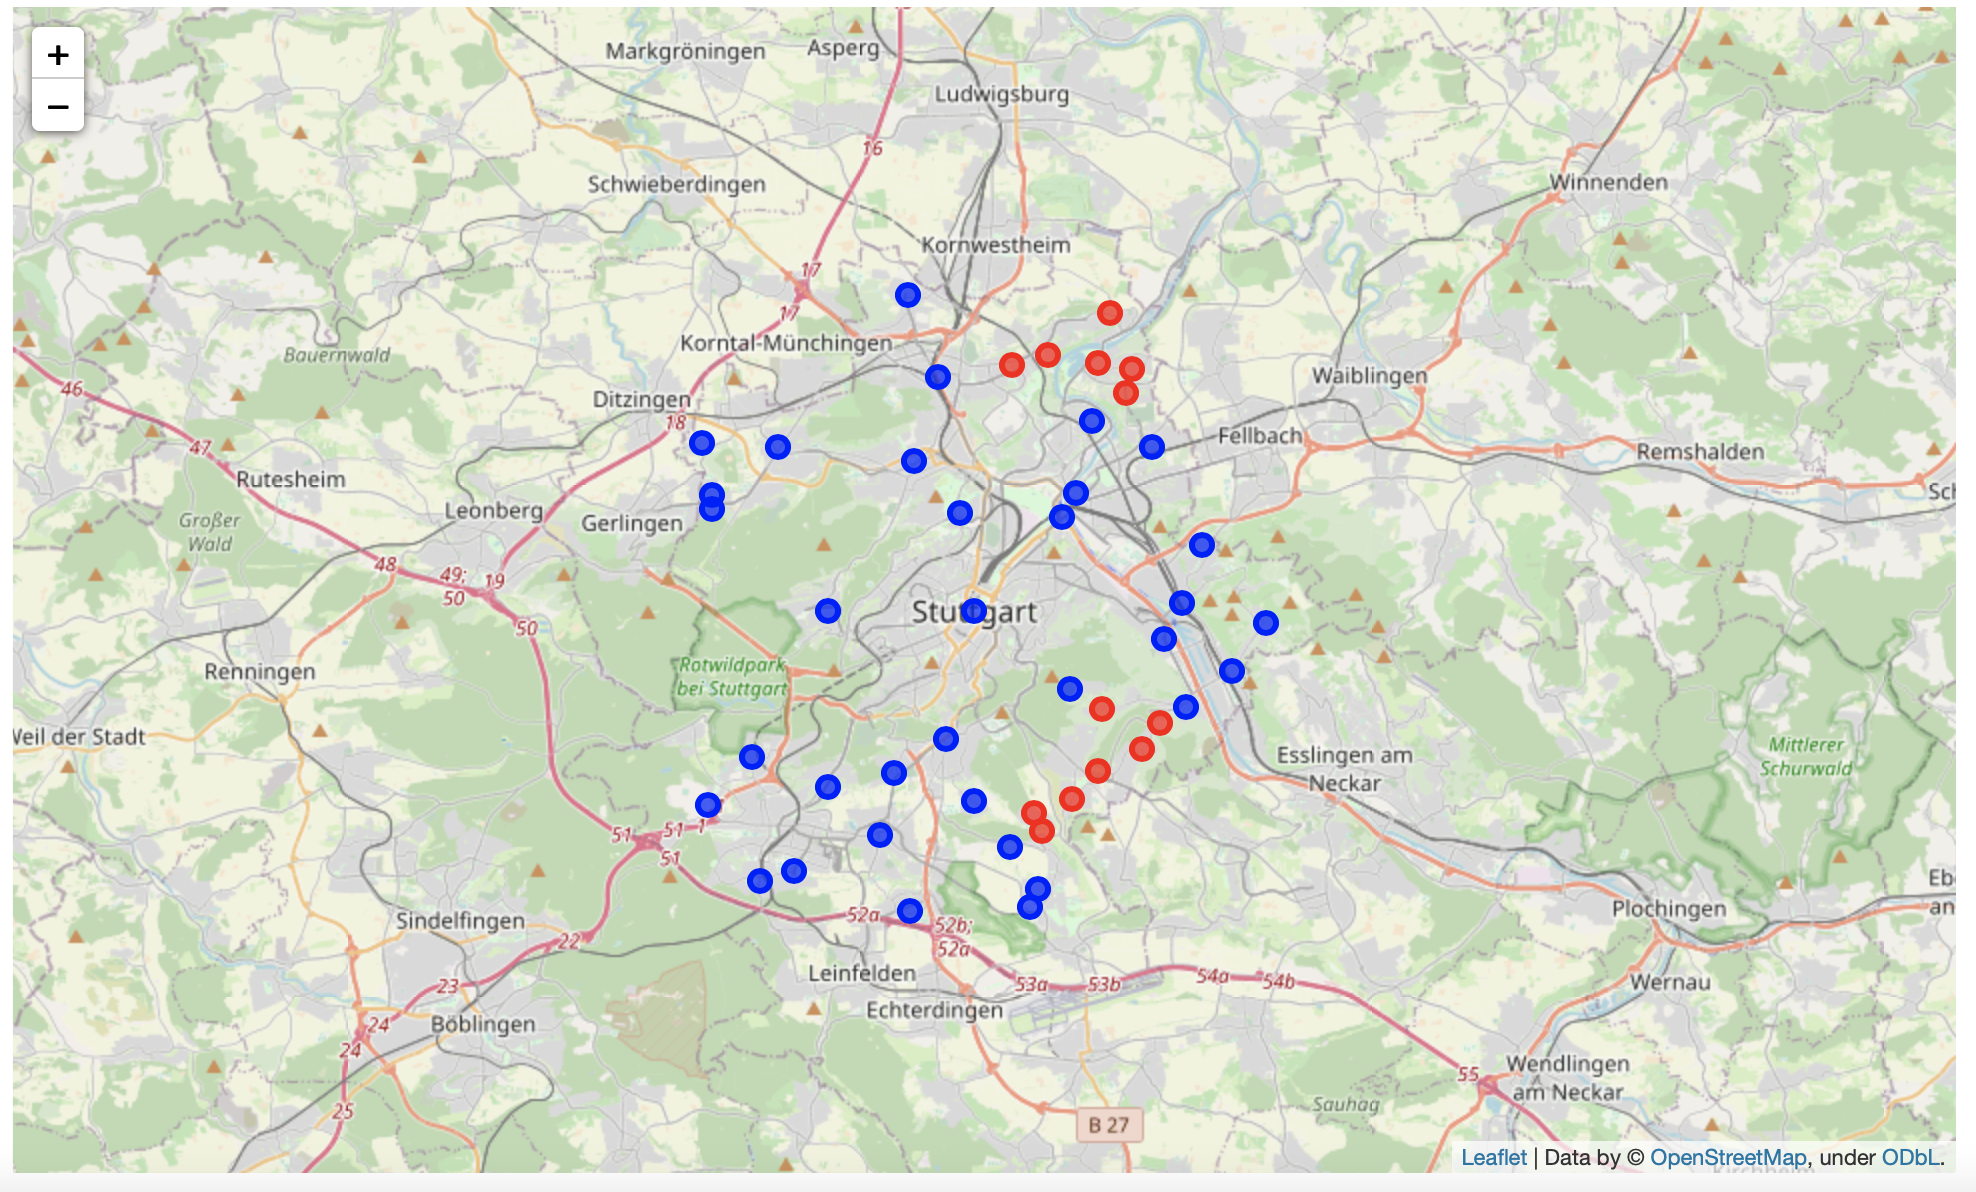 +
−
Markgröningen
Asperg
Ludwigsburg
16
Schwieberdingen
Winnenden
Kornwestheim
17
17
Korntal-Münchingen
Bauernwald
Waiblingen
46
Ditzingen
18
Fellbach
47
Remshalden
Rutesheim
Leonberg
Großer
Wald
Gerlingen
48
49;
50
19
50
Stuttgart
Renningen
Rotwildpark
bei Stuttgart
Weil der Stadt
Mittlerer
Schurwald
Esslingen am
Neckar
51
51
1
51
Sindelfingen
52a
52b;
52a
Plochingen
22
Leinfelden
53a
53b
54a
54b
Wernau
23
Echterdingen
24
Böblingen
24
Wendlingen
am Neckar
55
Sauhag
25
B 27
Leaflet | Data by © OpenStreetMap, under ODbL.